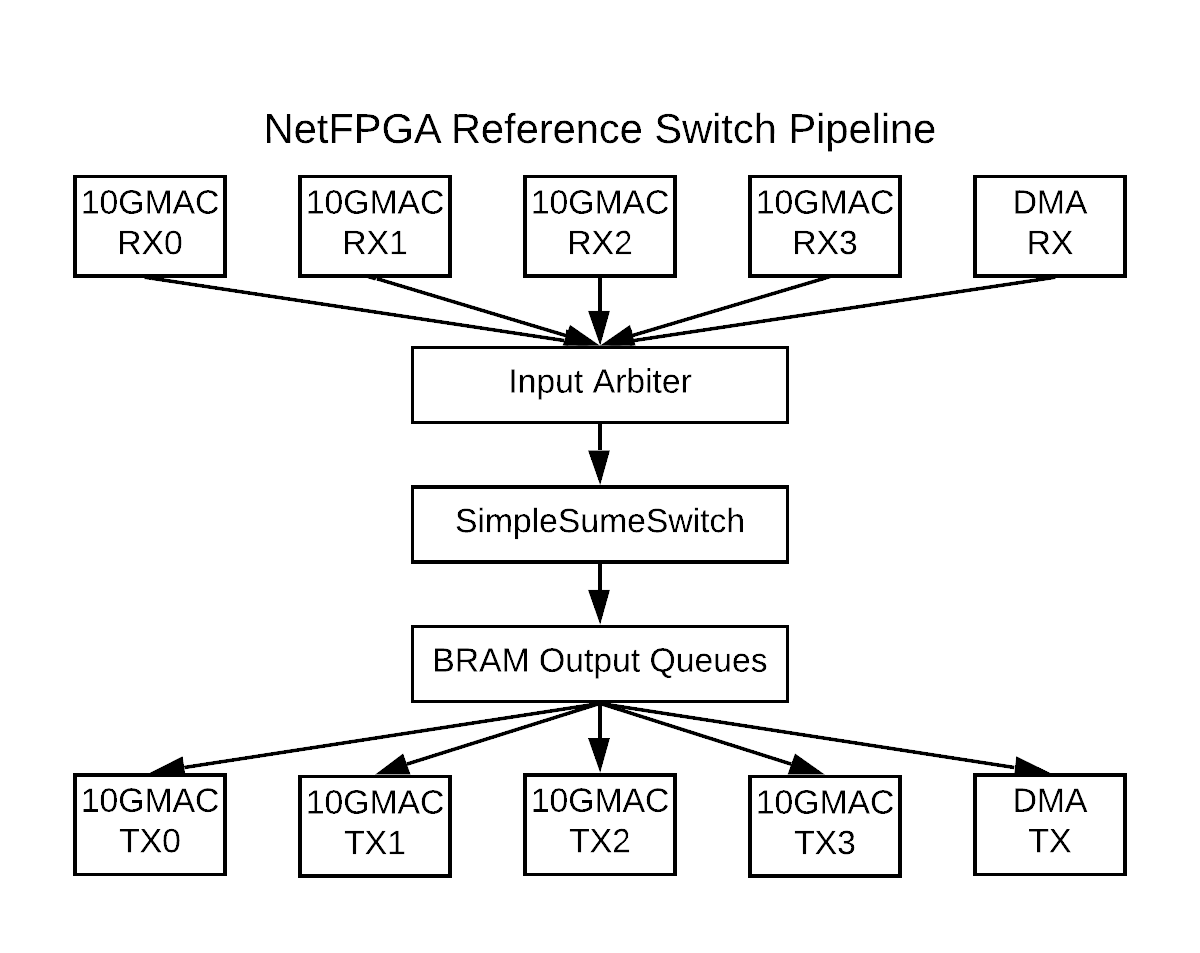 NetFPGA Reference Switch Pipeline
10GMAC
RX0
10GMAC
RX1
10GMAC
RX2
10GMAC
RX3
DMA
RX
Input Arbiter
SimpleSumeSwitch
BRAM Output Queues
10GMAC
TX0
10GMAC
TX1
10GMAC
TX2
10GMAC
TX3
DMA
TX